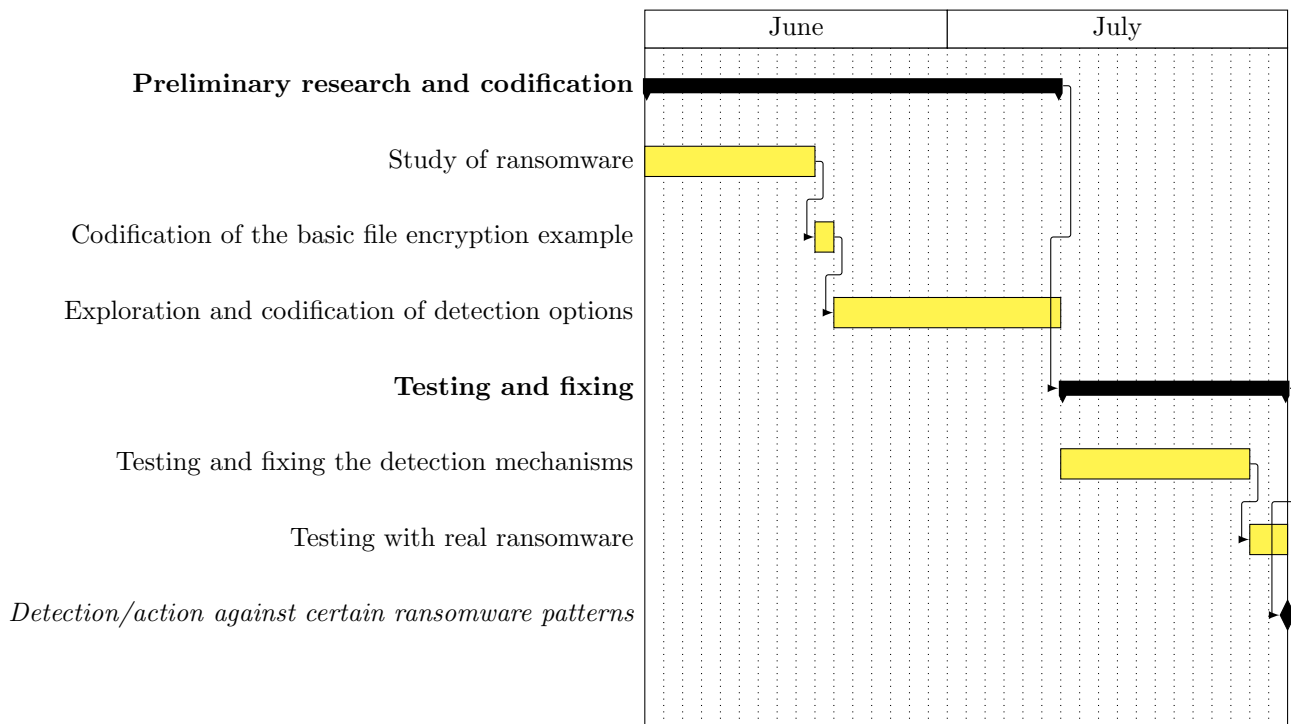 June
July
Preliminary research and codification
Study of ransomware
Codification of the basic file encryption example
Exploration and codification of detection options
Testing and fixing
Testing and fixing the detection mechanisms
Testing with real ransomware
Detection/action against certain ransomware patterns